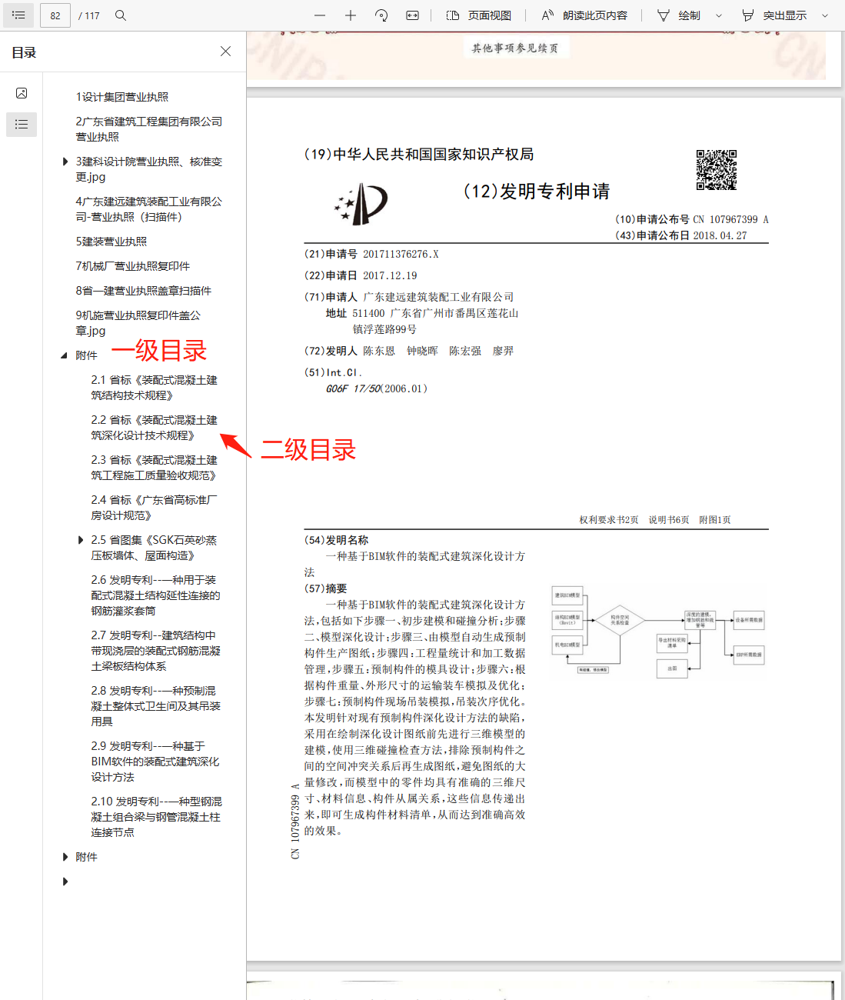 82 / 117 页面视图 朗读此页内容 绘制 突出显示
目录
1设计集团营业执照
2广东省建筑工程集团有限公司
营业执照
3建科设计院营业执照、核准变
更.jpg
4广东建远建筑装配工业有限公
司-营业执照（扫描件）
5建装营业执照
7机械厂营业执照复印件
8省一建营业执照盖章扫描件
9机施营业执照复印件盖公
章.jpg
附件
一级目录
2.1 省标《装配式混凝土建
筑结构技术规程》
2.2 省标《装配式混凝土建
筑深化设计技术规程》
二级目录
2.3 省标《装配式混凝土建
筑工程施工质量验收规范》
2.4 省标《广东省高标准厂
房设计规范》
2.5 省图集《SGK石英砂蒸
压板墙体、屋面构造》
2.6 发明专利--一种用于装
配式混凝土结构延性连接的
钢筋灌浆套筒
2.7 发明专利--建筑结构中
带现浇层的装配式钢筋混凝
土梁板结构体系
2.8 发明专利--一种预制混
凝土整体式卫生间及其吊装
用具
2.9 发明专利--一种基于
BIM软件的装配式建筑深化
设计方法
2.10 发明专利--一种型钢混
凝土组合梁与钢管混凝土柱
连接节点
附件
其他事项参见续页
(19)中华人民共和国国家知识产权局
(12)发明专利申请
(10)申请公布号 CN 107967399 A
(43)申请公布日 2018.04.27
(21)申请号 201711376276.X
(22)申请日 2017.12.19
(71)申请人 广东建远建筑装配工业有限公司
地址 511400 广东省广州市番禺区莲花山
镇浮莲路99号
(72)发明人 陈东恩 钟晓晖 陈宏强 廖羿
(51)Int.Cl.
G06F 17/50(2006.01)
权利要求书2页 说明书6页 附图1页
(54)发明名称
一种基于BIM软件的装配式建筑深化设计方
法
(57)摘要
一种基于BIM软件的装配式建筑深化设计方
法,包括如下步骤一、初步建模和碰撞分析;步骤
二、模型深化设计;步骤三、由模型自动生成预制
构件生产图纸;步骤四:工程量统计和加工数据
管理,步骤五:预制构件的模具设计;步骤六:根
据构件重量、外形尺寸的运输装车模拟及优化;
步骤七:预制构件现场吊装模拟,吊装次序优化。
本发明针对现有预制构件深化设计方法的缺陷,
采用在绘制深化设计图纸前先进行三维模型的
建模,使用三维碰撞检查方法,排除预制构件之
间的空间冲突关系后再生成图纸,避免图纸的大
量修改,而模型中的零件均具有准确的三维尺
寸、材料信息、构件从属关系,这些信息传递出
来,即可生成构件材料清单,从而达到准确高效
的效果。
CN 107967399 A
建筑BIM模型
结构BIM模型
(Revit)
机电BIM模型
构件空间
关系检查
深度的建模,
增加钢筋和线
管等
设备所需数据
导出材料采购
清单
ERP所需数据
出图